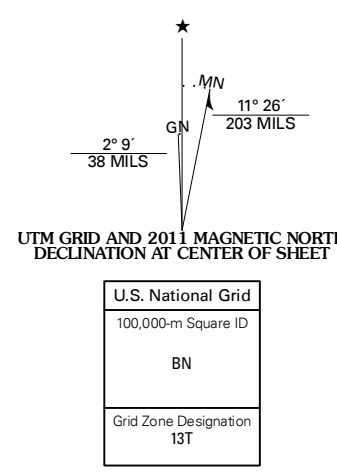 ★
MN
GN
11° 26´
203 MILS
2° 9´
38 MILS
UTM GRID AND 2011 MAGNETIC NORT
DECLINATION AT CENTER OF SHEET
U.S. National Grid
100,000-m Square ID
BN
Grid Zone Designation
13T